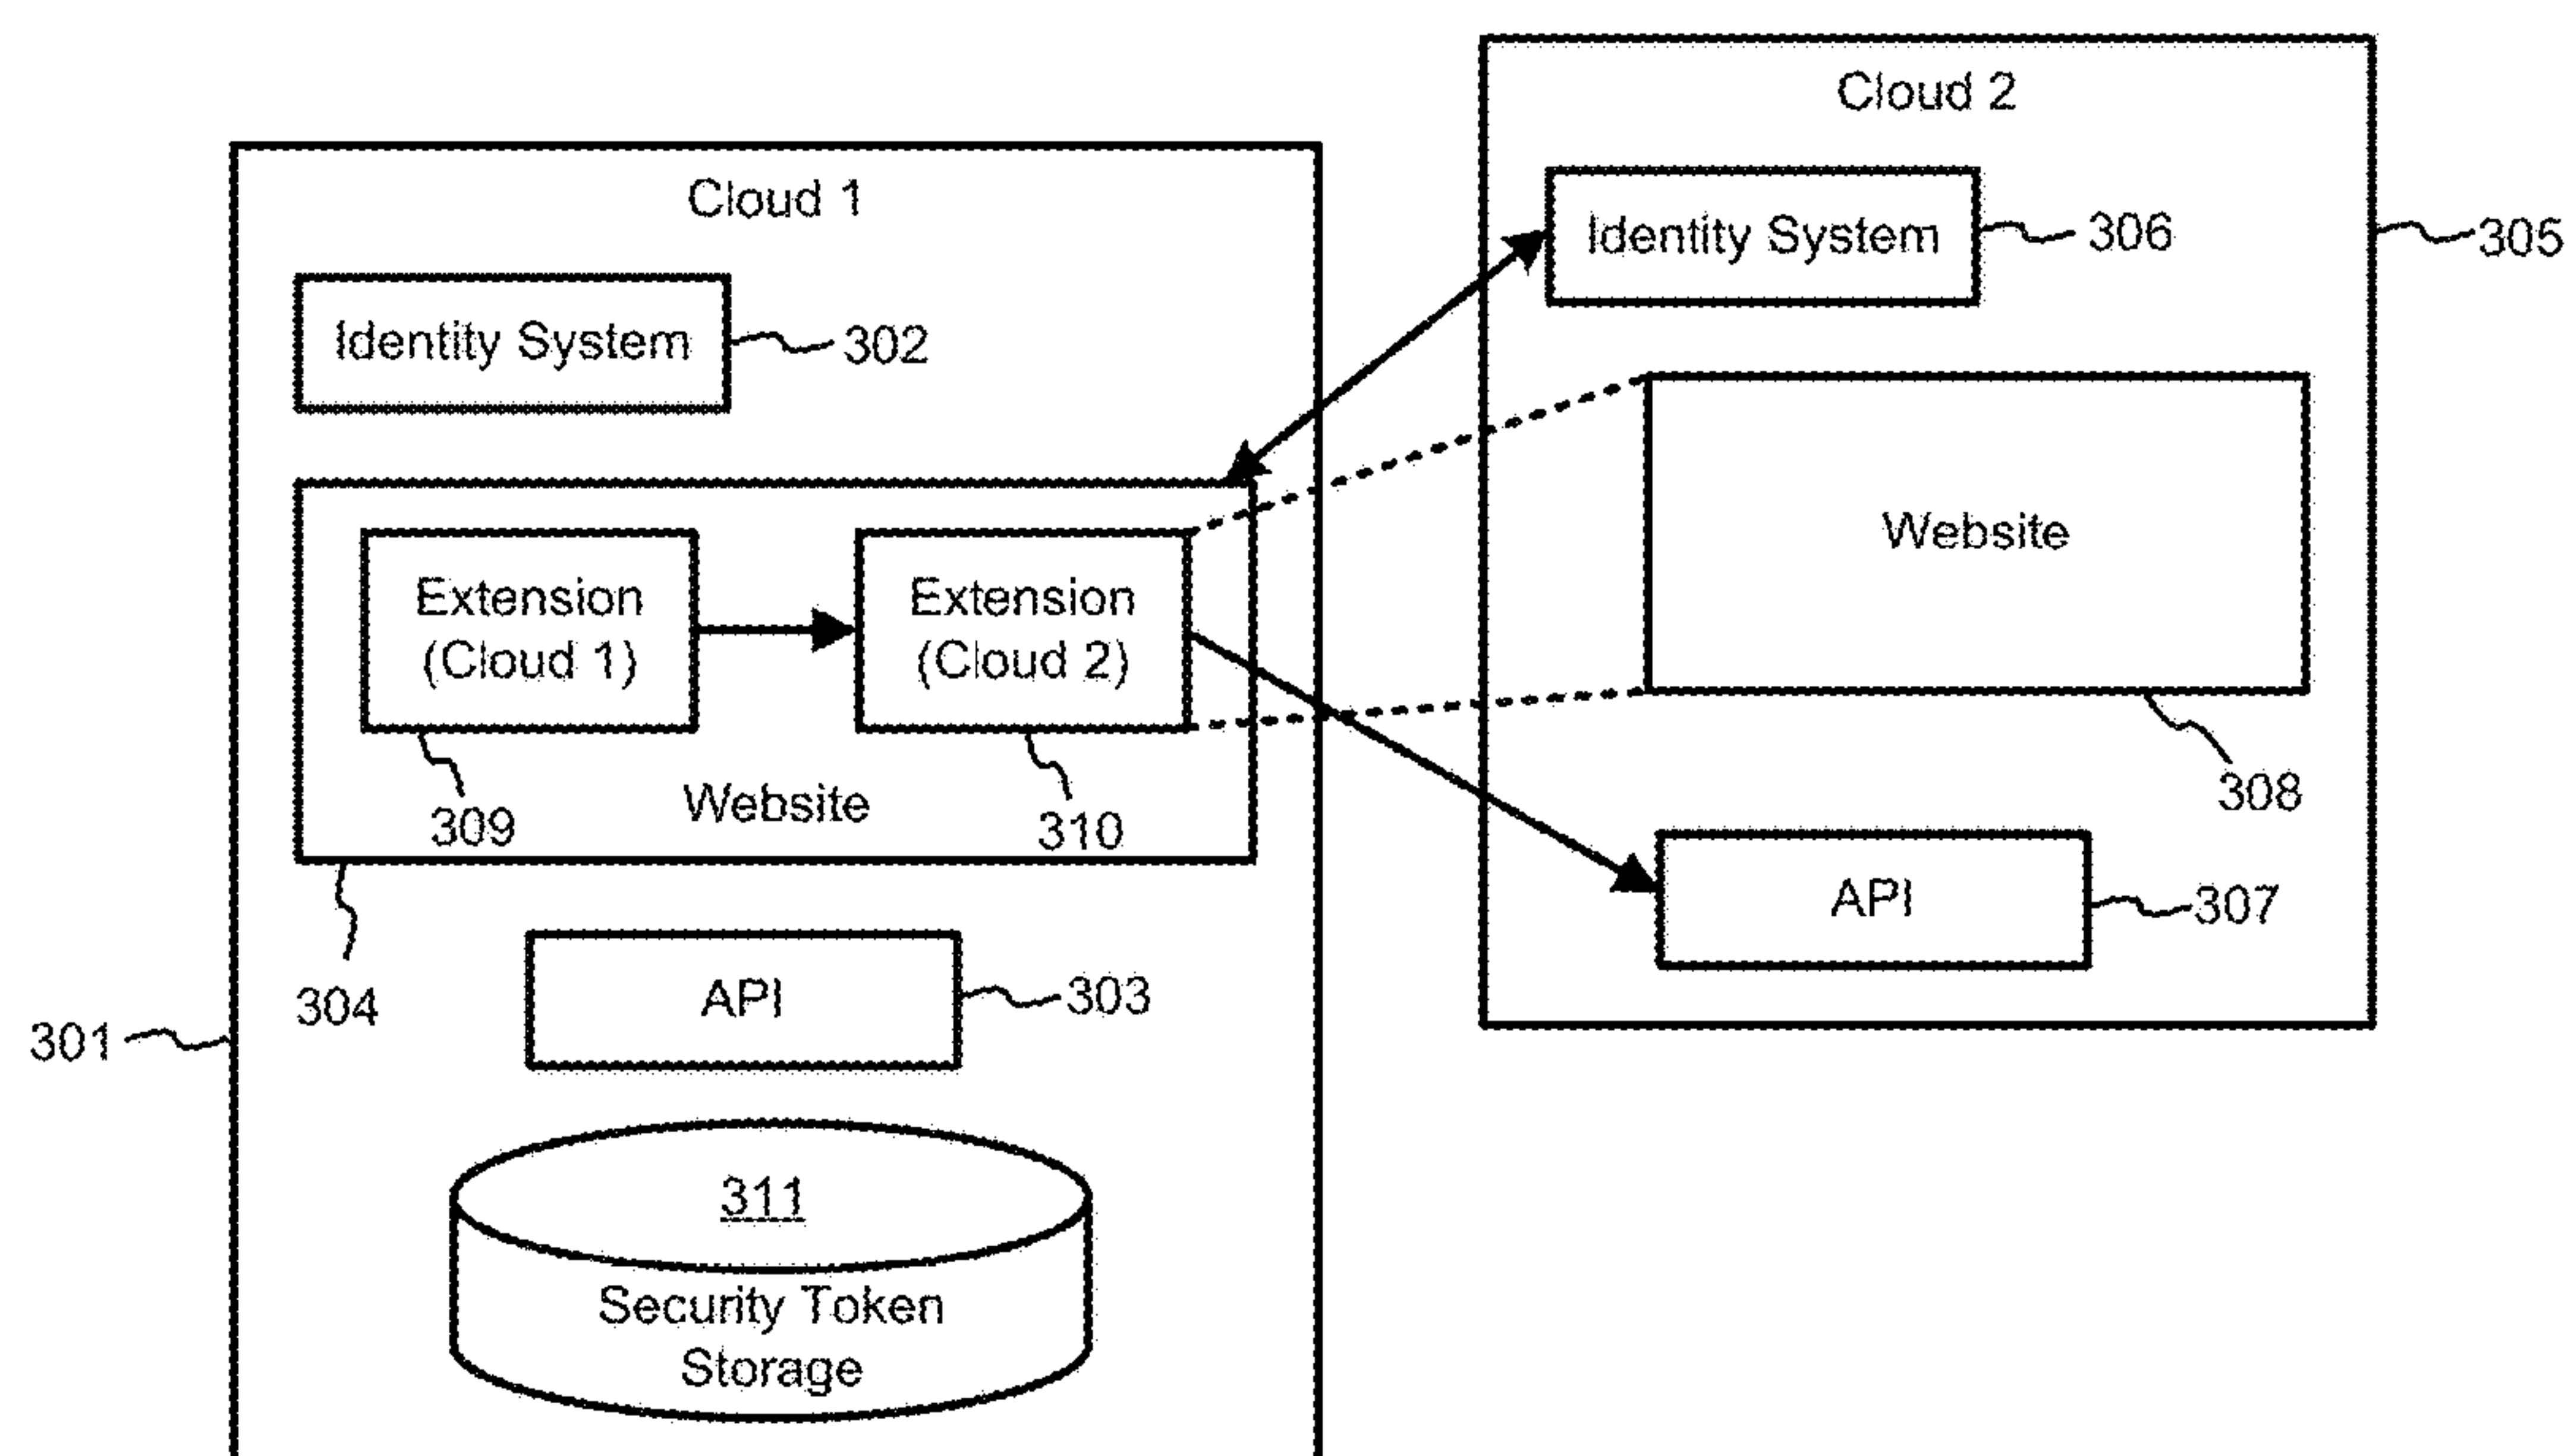 Cloud 1
Identity System
302
Extension
(Cloud 1)
309
Extension
(Cloud 2)
310
Website
304
API
303
301
311
Security Token
Storage
Cloud 2
Identity System
306
305
Website
308
API
307